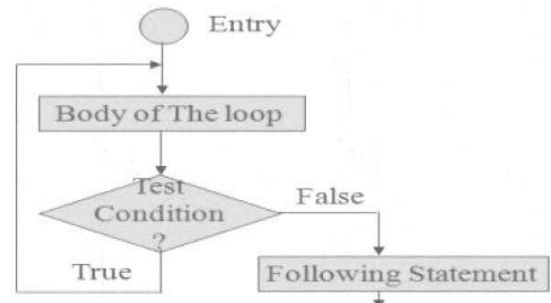 Entry
Body of The loop
Test
Condition
?
False
True
Following Statement